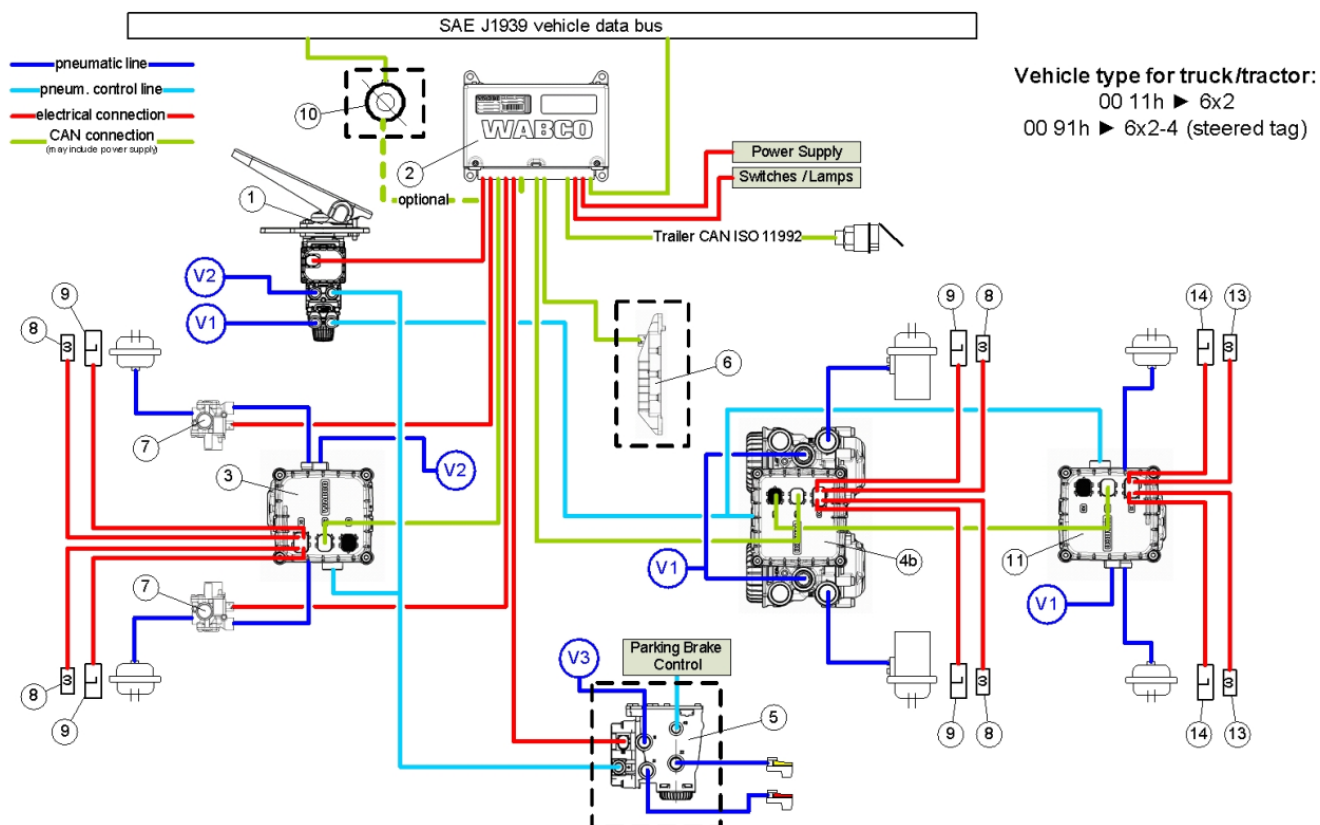 SAE J1939 vehicle data bus
pneumatic line
pneum. control line
electrical connection
CAN connection
(may include power supply)
Vehicle type for truck/tractor:
00 11h ► 6x2
00 91h ► 6x2-4 (steered tag)
10
WABCO
2
optional
Power Supply
Switches / Lamps
Trailer CAN ISO 11992
1
V2
V1
9
8
L
ω
7
3
V2
WABCO
7
ω
L
8
9
6
9
8
L
ω
14
13
L
ω
V1
4b
11
V1
V3
Parking Brake
Control
5
L
ω
9
8
L
ω
14
13